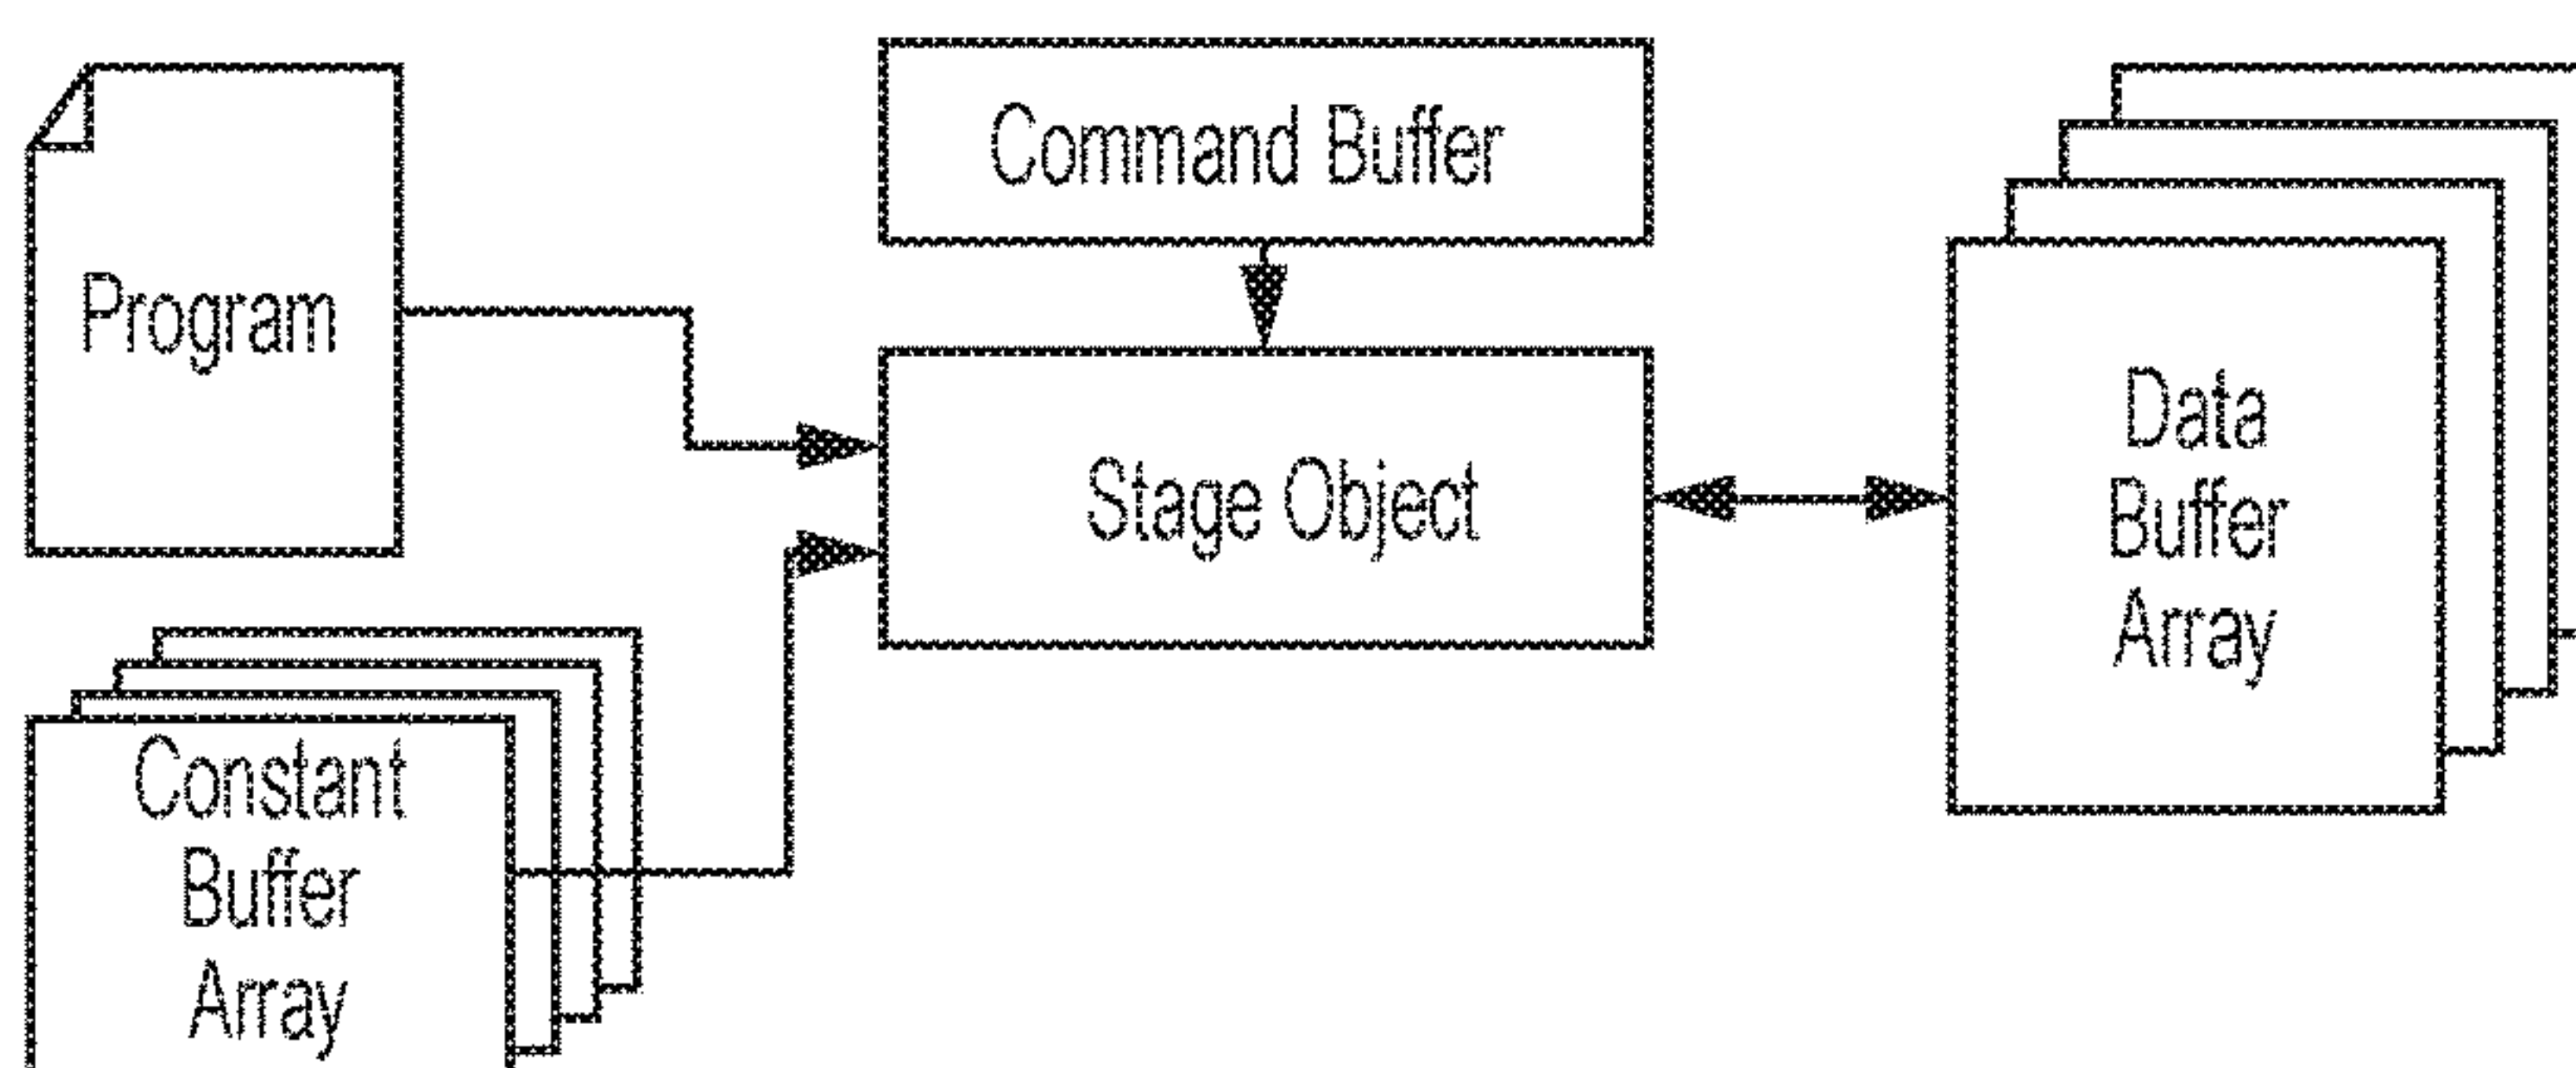 Command Buffer
Program
Stage Object
Data
Buffer
Array
Constant
Buffer
Array